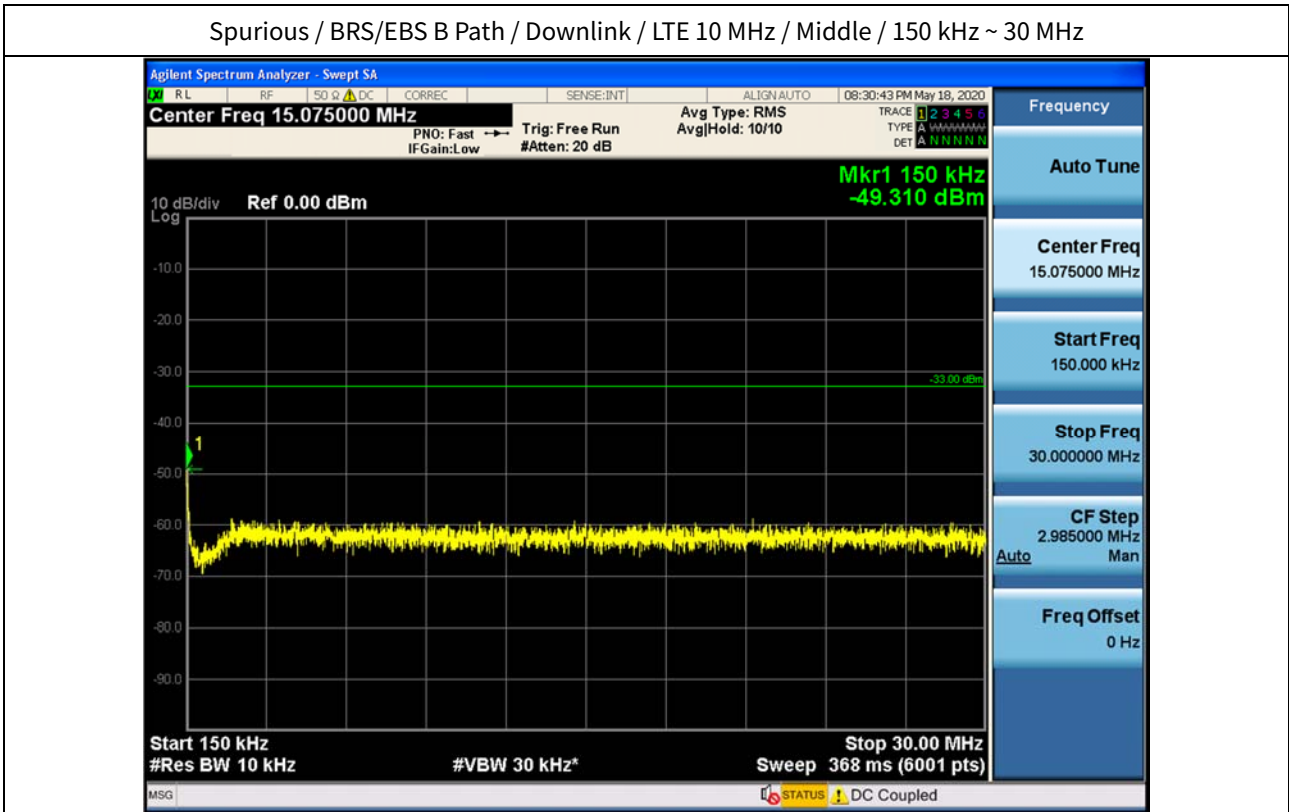 Spurious / BRS/EBS B Path / Downlink / LTE 10 MHz / Middle / 150 kHz ~ 30 MHz
Agilent Spectrum Analyzer - Swept SA
LXI RL RF 50 Ω DC CORREC SENSE:INT ALIGN AUTO 08:30:43 PM May 18, 2020
Center Freq 15.075000 MHz
PNO: Fast
IFGain:Low
Trig: Free Run
#Atten: 20 dB
Avg Type: RMS
Avg|Hold: 10/10
TRACE 1 2 3 4 5 6
TYPE A WWWWW
DET A N N N N N
Mkr1 150 kHz
-49.310 dBm
10 dB/div Ref 0.00 dBm
Log
-10.0
-20.0
-30.0
-33.00 dBm
-40.0
1
-50.0
-60.0
-70.0
-80.0
-90.0
Start 150 kHz Stop 30.00 MHz
#Res BW 10 kHz #VBW 30 kHz* Sweep 368 ms (6001 pts)
MSG STATUS DC Coupled
Frequency
Auto Tune
Center Freq
15.075000 MHz
Start Freq
150.000 kHz
Stop Freq
30.000000 MHz
CF Step
2.985000 MHz
Auto Man
Freq Offset
0 Hz